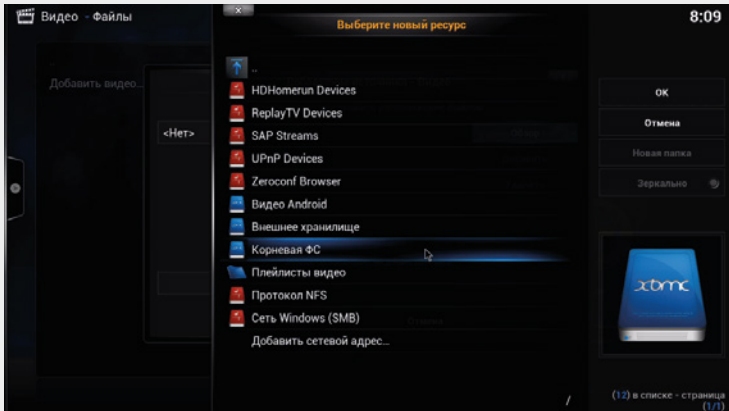 Видео - Файлы
Выберите новый ресурс
8:09
Добавить видео...
<Нет>
..
HDHomerun Devices
ReplayTV Devices
SAP Streams
UPnP Devices
Zeroconf Browser
Видео Android
Внешнее хранилище
Корневая ФС
Плейлисты видео
Протокол NFS
Сеть Windows (SMB)
Добавить сетевой адрес...
/
ОК
Отмена
Новая папка
Зеркально
xbmc
(12) в списке - страница
(1/1)